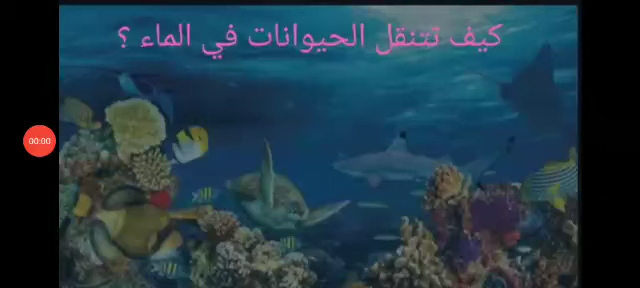 كيف تتنقل الحيوانات في الماء ؟
00:00